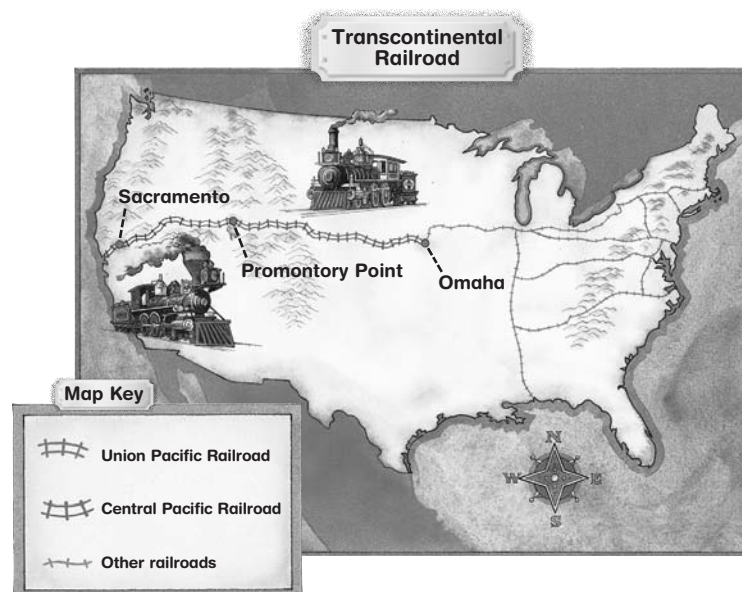 Transcontinental
Railroad
Sacramento
Promontory Point
Omaha
Map Key
Union Pacific Railroad
Central Pacific Railroad
Other railroads
N
W
E
S